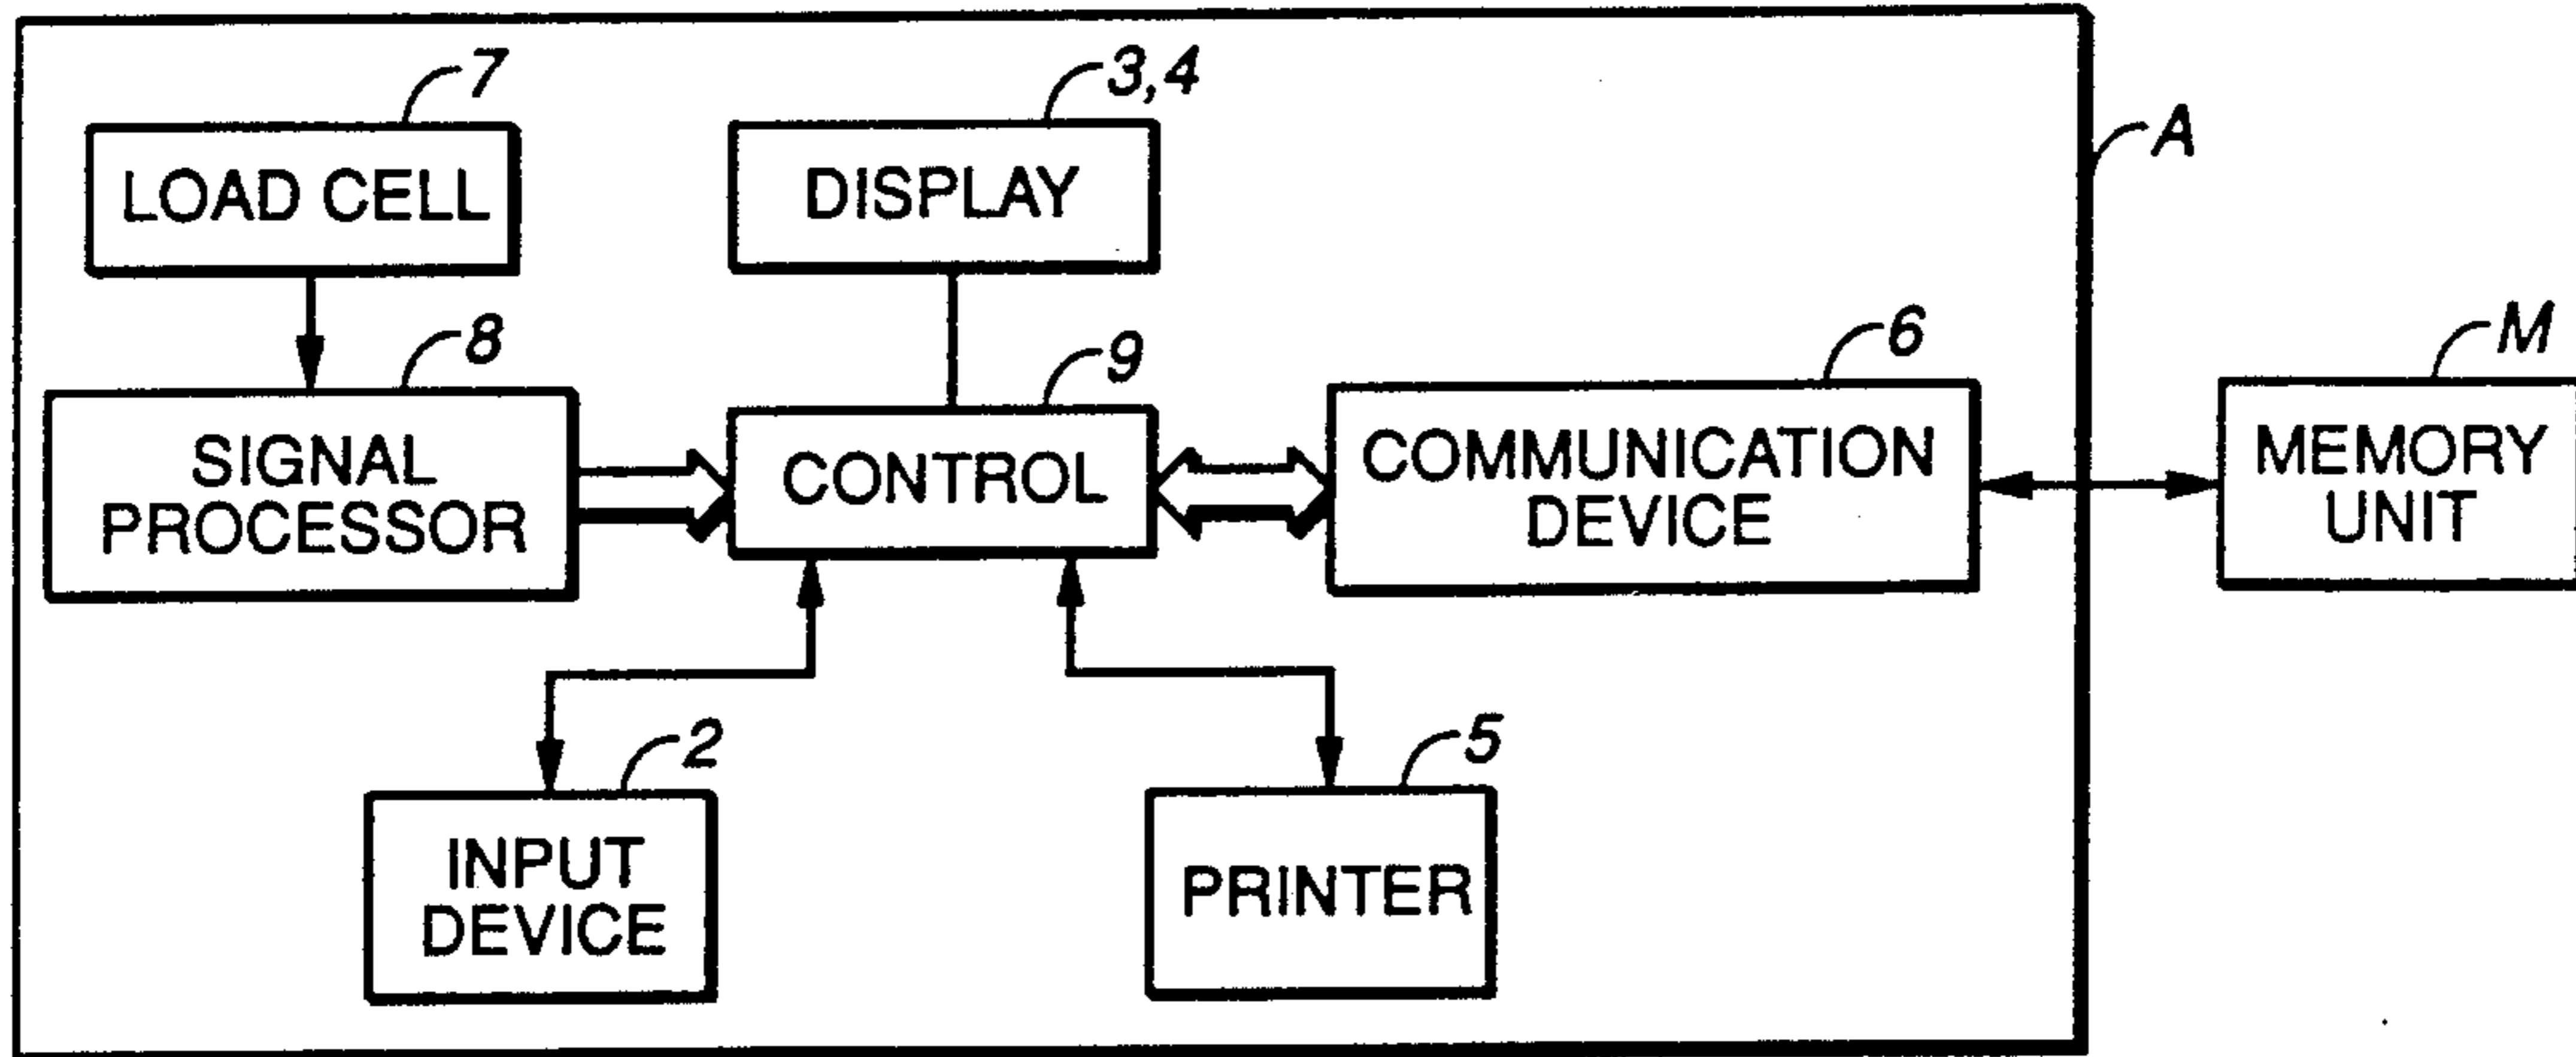 7
3,4
A
LOAD CELL
DISPLAY
8
9
6
M
SIGNAL
PROCESSOR
CONTROL
COMMUNICATION
DEVICE
MEMORY
UNIT
2
5
INPUT
DEVICE
PRINTER